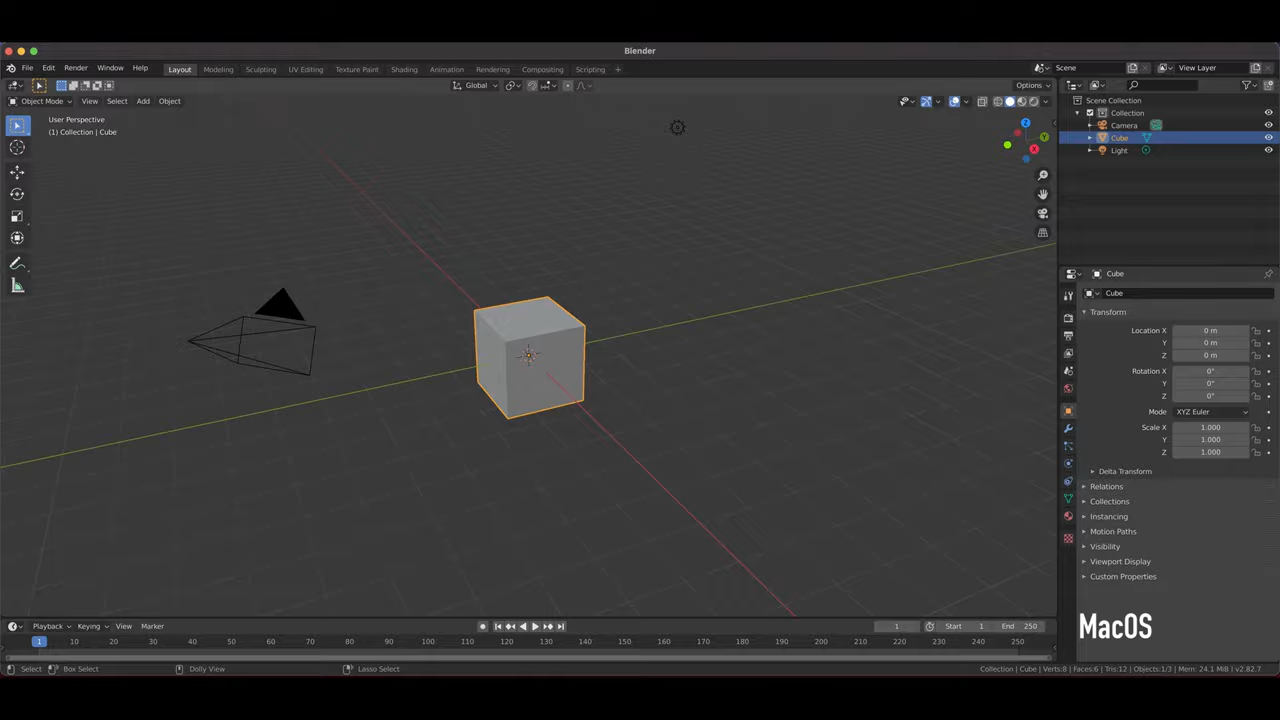 Blender
File Edit Render Window Help Layout Modeling Sculpting UV Editing Texture Paint Shading Animation Rendering Compositing Scripting + Scene View Layer
Global Options
Object Mode View Select Add Object
User Perspective
(1) Collection | Cube
Z
Y
X
Scene Collection
Collection
Camera
Cube
Light
Cube
Cube
Transform
Location X 0 m
Y 0 m
Z 0 m
Rotation X 0°
Y 0°
Z 0°
Mode XYZ Euler
Scale X 1.000
Y 1.000
Z 1.000
Delta Transform
Relations
Collections
Instancing
Motion Paths
Visibility
Viewport Display
Custom Properties
MacOS
Playback Keying View Marker 1 Start 1 End 250
1 10 20 30 40 50 60 70 80 90 100 110 120 130 140 150 160 170 180 190 200 210 220 230 240 250
Select Box Select Dolly View Lasso Select Collection | Cube | Verts:8 | Faces:6 | Tris:12 | Objects:1/3 | Mem: 24.1 MiB | v2.82.7